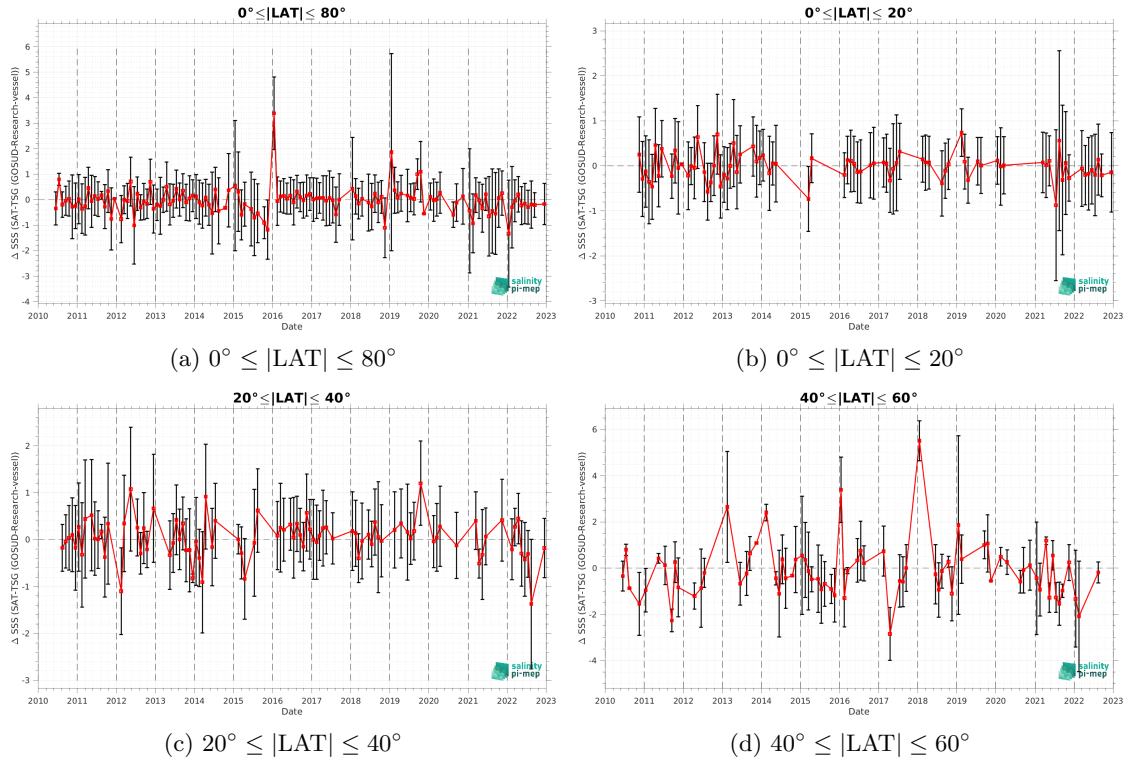 0°≤|LAT|≤ 80°
Δ SSS (SAT-TSG (GOSUD-Research-vessel))
6
5
4
3
2
1
0
-1
-2
-3
-4
2010 2011 2012 2013 2014 2015 2016 2017 2018 2019 2020 2021 2022 2023
Date
salinity
pi-mep
(a) 0° ≤ |LAT| ≤ 80°
0°≤|LAT|≤ 20°
Δ SSS (SAT-TSG (GOSUD-Research-vessel))
3
2
1
0
-1
-2
-3
2010 2011 2012 2013 2014 2015 2016 2017 2018 2019 2020 2021 2022 2023
Date
salinity
pi-mep
(b) 0° ≤ |LAT| ≤ 20°
20°≤|LAT|≤ 40°
Δ SSS (SAT-TSG (GOSUD-Research-vessel))
2
1
0
-1
-2
-3
2010 2011 2012 2013 2014 2015 2016 2017 2018 2019 2020 2021 2022 2023
Date
salinity
pi-mep
(c) 20° ≤ |LAT| ≤ 40°
40°≤|LAT|≤ 60°
Δ SSS (SAT-TSG (GOSUD-Research-vessel))
6
4
2
0
-2
-4
2010 2011 2012 2013 2014 2015 2016 2017 2018 2019 2020 2021 2022 2023
Date
salinity
pi-mep
(d) 40° ≤ |LAT| ≤ 60°